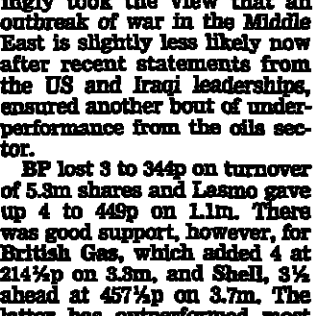 ingly took the view that an
outbreak of war in the Middle
East is slightly less likely now
after recent statements from
the US and Iraqi leaderships,
ensured another bout of under-
performance from the oils sec-
tor.
BP lost 3 to 344p on turnover
of 5.3m shares and Lasmo gave
up 4 to 449p on 1.1m. There
was good support, however, for
British Gas, which added 4 at
214½p on 3.3m, and Shell, 3½
ahead at 457½p on 3.7m. The
latter has outperformed most